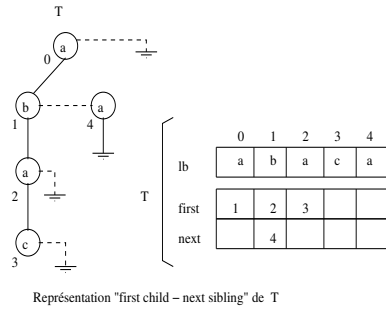 T
a
0
b
a
1
4
a
2
c
3
T
0 1 2 3 4
lb a b a c a
first 1 2 3
next 4
Représentation "first child – next sibling" de T